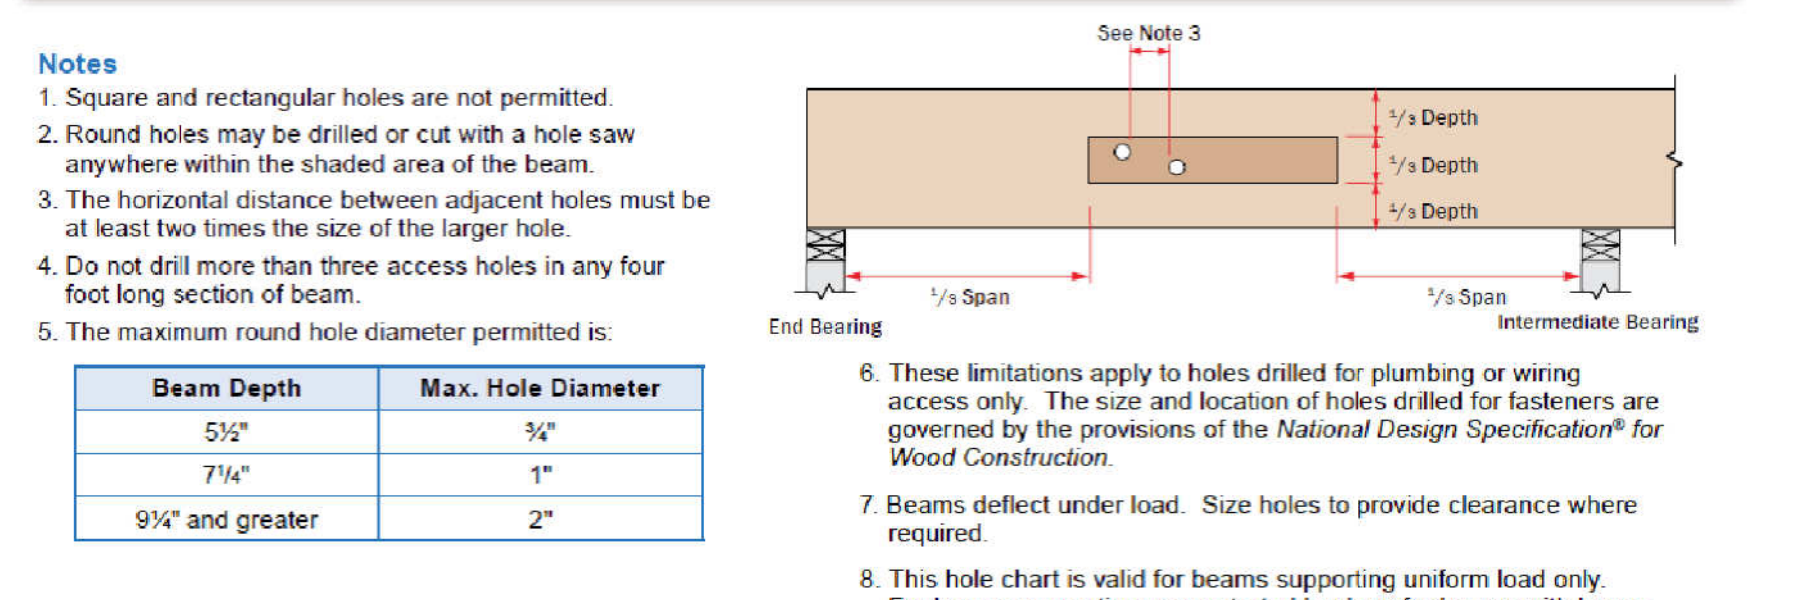 Notes
1. Square and rectangular holes are not permitted.
2. Round holes may be drilled or cut with a hole saw
anywhere within the shaded area of the beam.
3. The horizontal distance between adjacent holes must be
at least two times the size of the larger hole.
4. Do not drill more than three access holes in any four
foot long section of beam.
5. The maximum round hole diameter permitted is:
Beam Depth Max. Hole Diameter
5½" ¾"
7¼" 1"
9¼" and greater 2"
See Note 3
1/3 Depth
1/3 Depth
1/3 Depth
1/3 Span
1/3 Span
End Bearing
Intermediate Bearing
6. These limitations apply to holes drilled for plumbing or wiring
access only. The size and location of holes drilled for fasteners are
governed by the provisions of the National Design Specification® for
Wood Construction.
7. Beams deflect under load. Size holes to provide clearance where
required.
8. This hole chart is valid for beams supporting uniform load only.